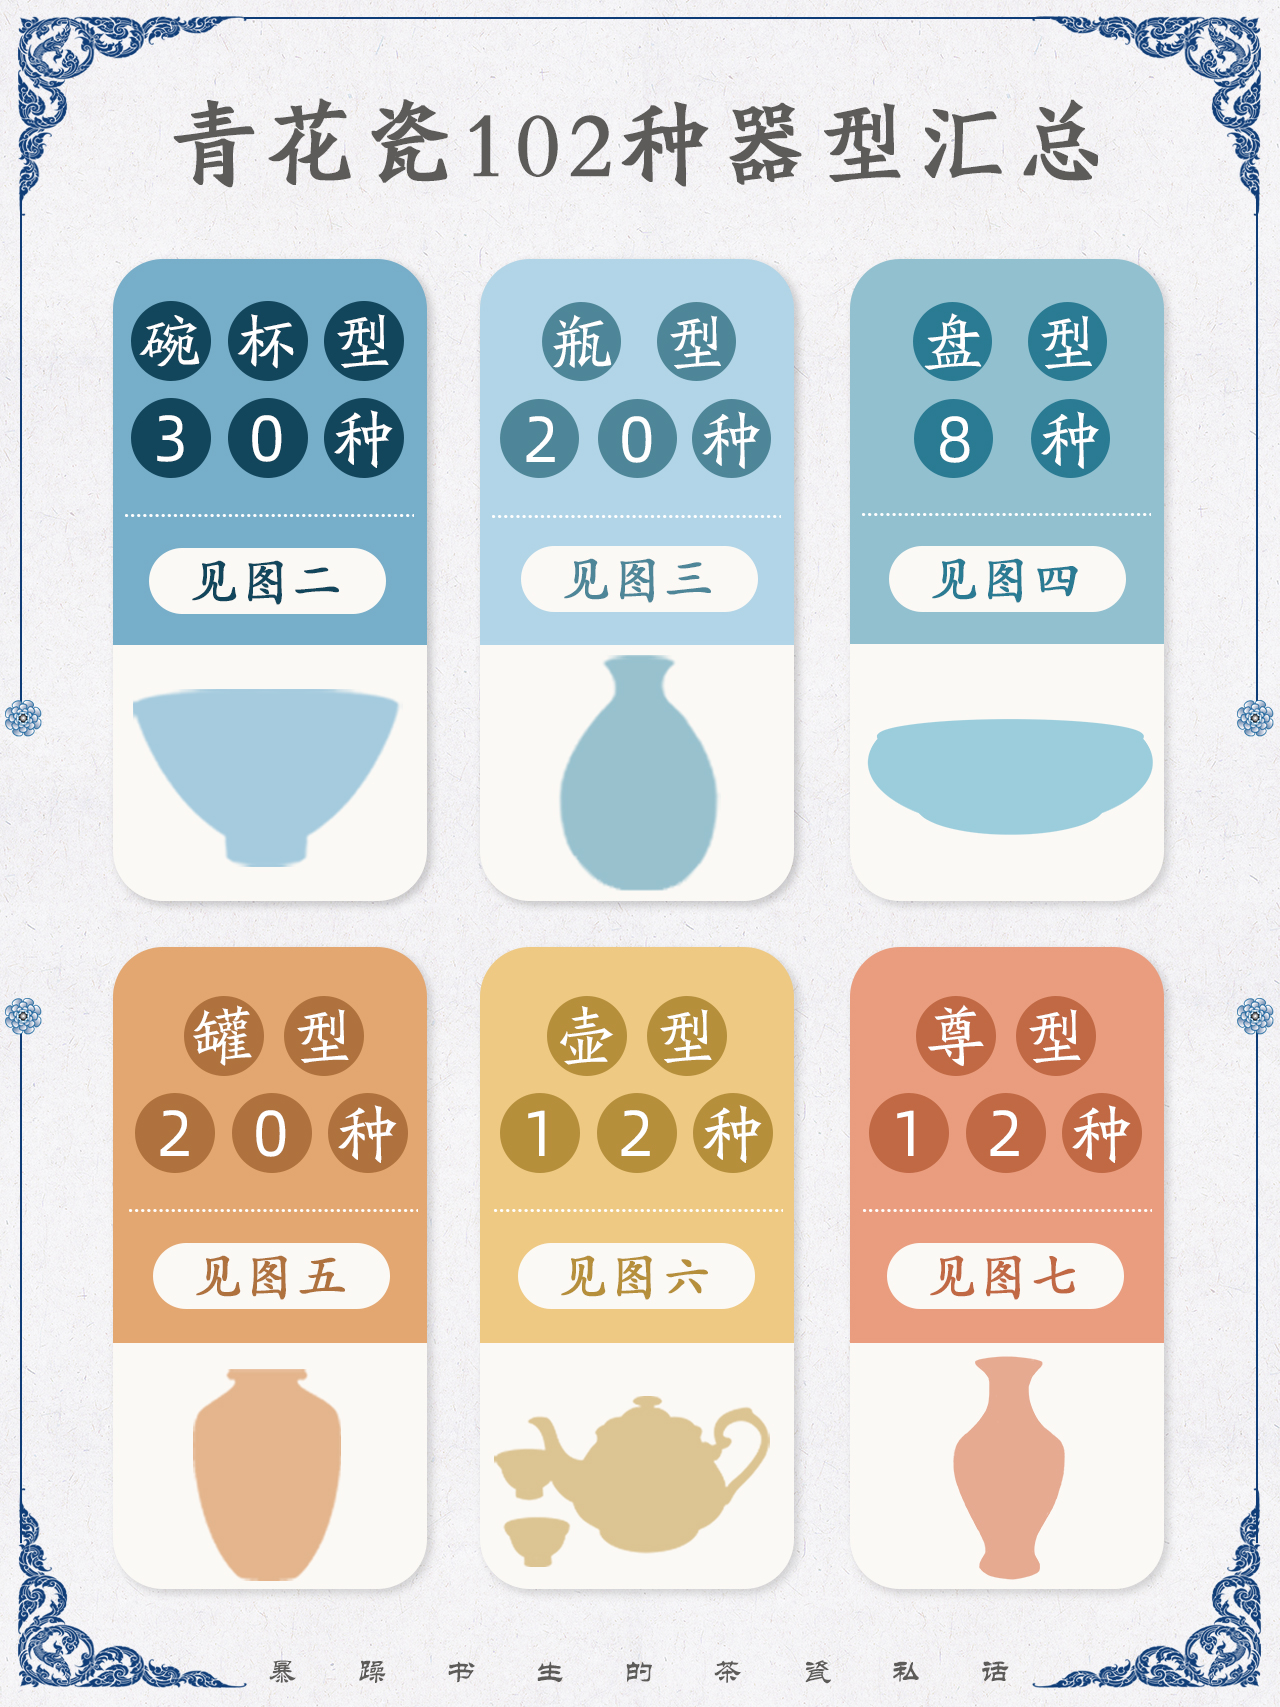 青花瓷102种器型汇总
碗杯型
30种
见图二
瓶型
20种
见图三
盘型
8种
见图四
罐型
20种
见图五
壶型
12种
见图六
尊型
12种
见图七
暴躁书生的茶瓷私话